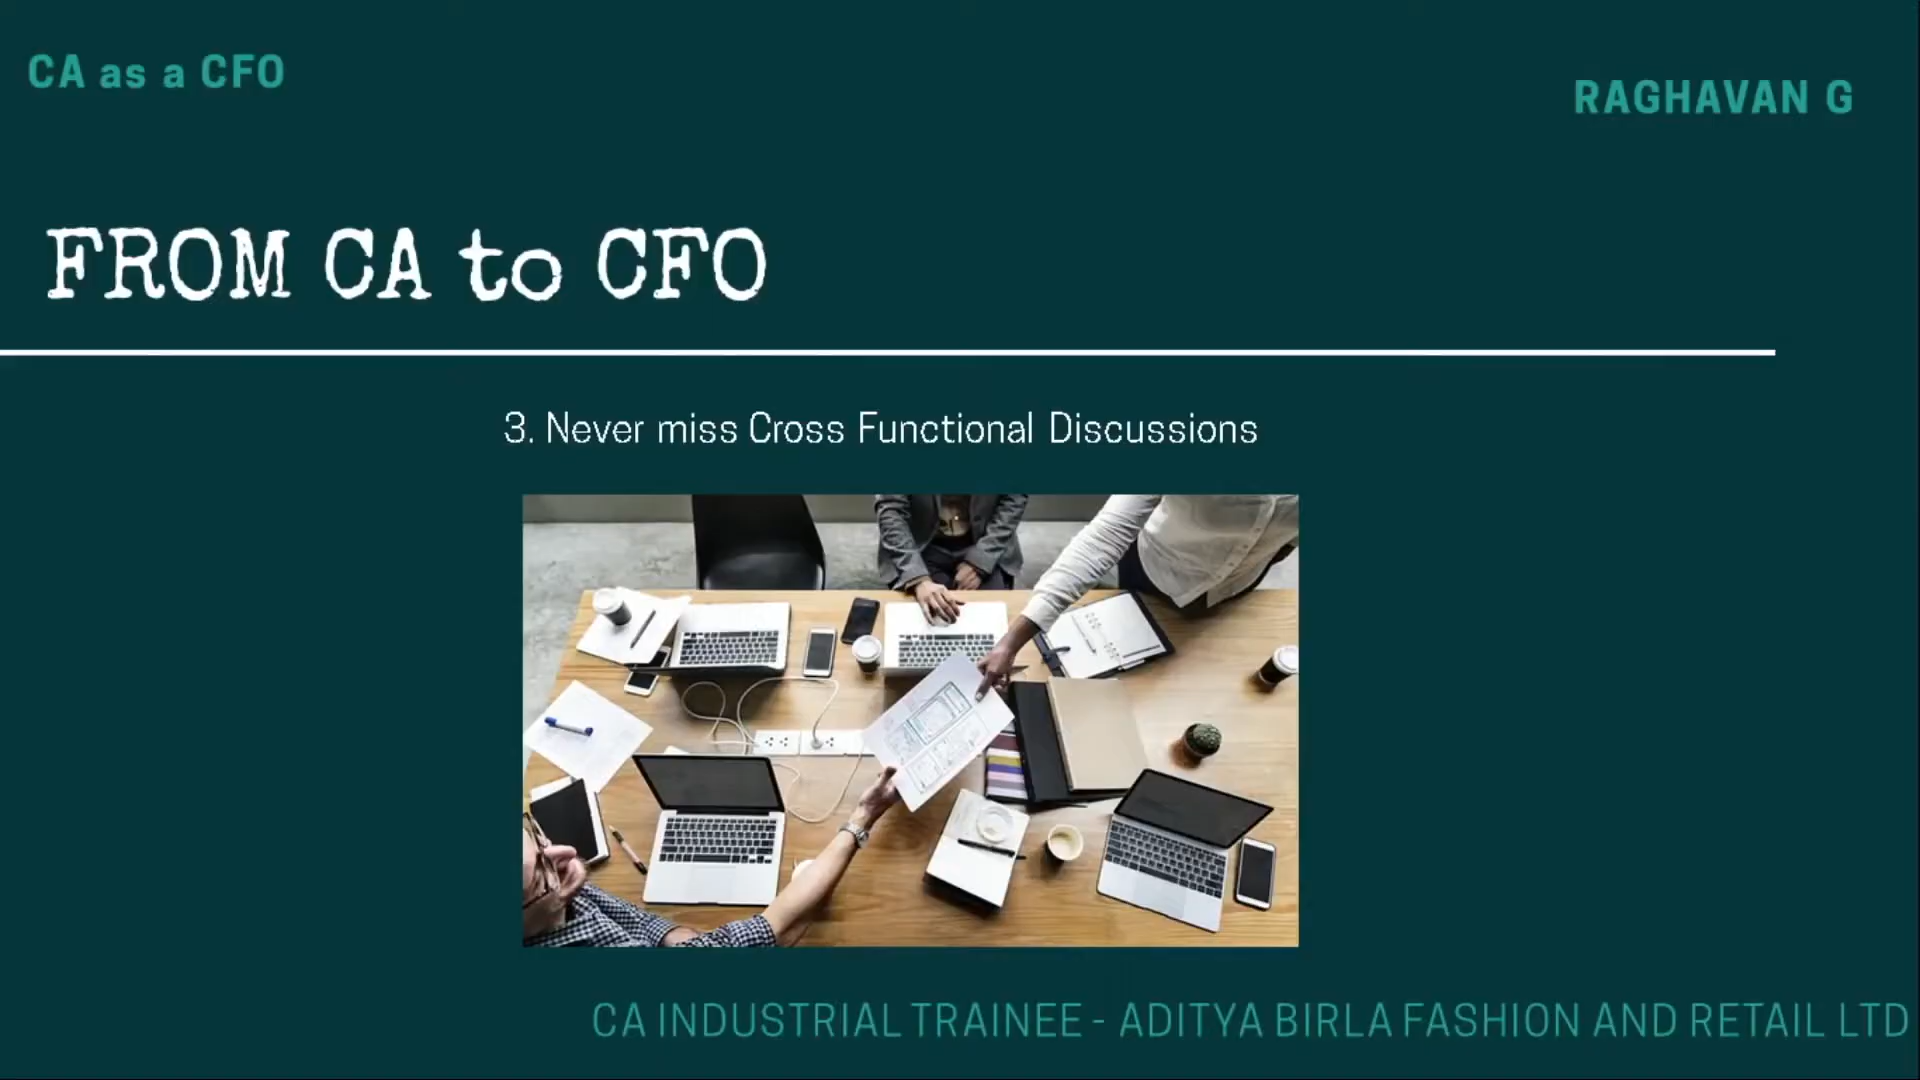 CA as a CFO
RAGHAVAN G
FROM CA to CFO
3. Never miss Cross Functional Discussions
CA INDUSTRIAL TRAINEE - ADITYA BIRLA FASHION AND RETAIL LTD